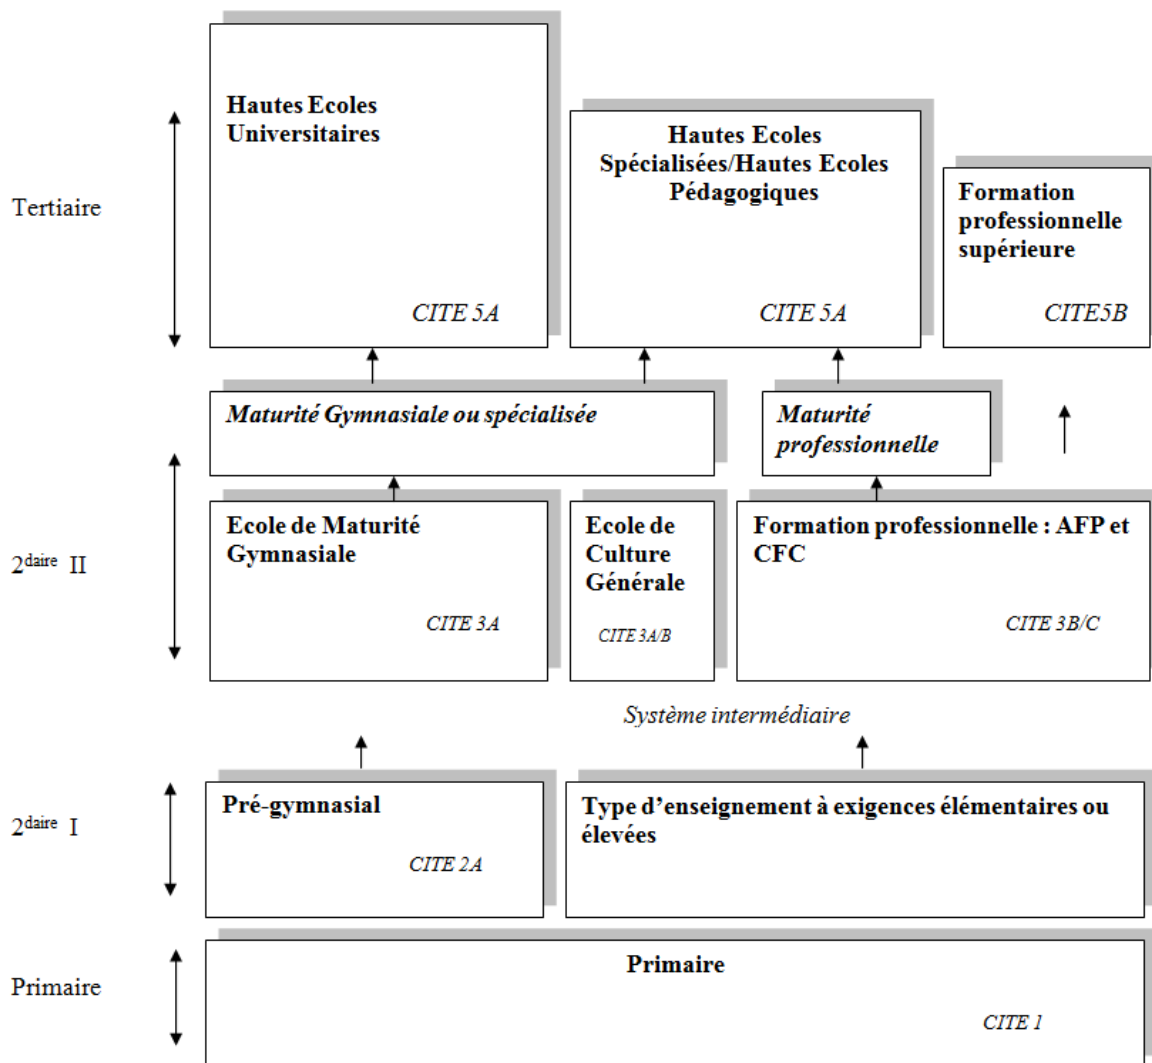 Hautes Ecoles
Universitaires
CITE 5A
Hautes Ecoles
Spécialisées/Hautes Ecoles
Pédagogiques
CITE 5A
Formation
professionnelle
supérieure
CITE5B
Tertiaire
Maturité Gymnasiale ou spécialisée
Maturité
professionnelle
2daire II
Ecole de Maturité
Gymnasiale
CITE 3A
Ecole de
Culture
Générale
CITE 3A/B
Formation professionnelle : AFP et
CFC
CITE 3B/C
Système intermédiaire
2daire I
Pré-gymnasial
CITE 2A
Type d’enseignement à exigences élémentaires ou
élevées
Primaire
Primaire
CITE 1